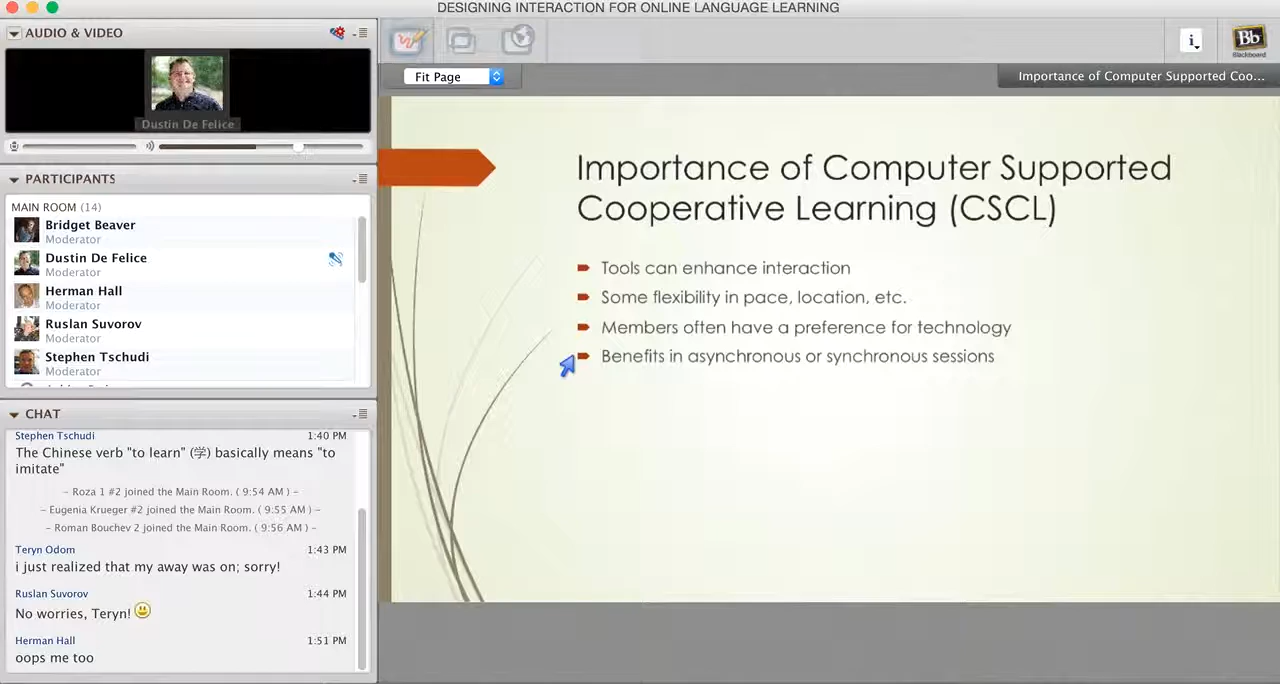 DESIGNING INTERACTION FOR ONLINE LANGUAGE LEARNING
AUDIO & VIDEO
Dustin De Felice
PARTICIPANTS
MAIN ROOM (14)
Bridget Beaver
Moderator
Dustin De Felice
Moderator
Herman Hall
Moderator
Ruslan Suvorov
Moderator
Stephen Tschudi
Moderator
CHAT
Stephen Tschudi 1:40 PM
The Chinese verb "to learn" (学) basically means "to
imitate"
– Roza 1 #2 joined the Main Room. ( 9:54 AM ) –
– Eugenia Krueger #2 joined the Main Room. ( 9:55 AM ) –
– Roman Bouchev 2 joined the Main Room. ( 9:56 AM ) –
Teryn Odom 1:43 PM
i just realized that my away was on; sorry!
Ruslan Suvorov 1:44 PM
No worries, Teryn!
Herman Hall 1:51 PM
oops me too
Fit Page
i
Bb
Blackboard
Importance of Computer Supported Coo...
Importance of Computer Supported
Cooperative Learning (CSCL)
Tools can enhance interaction
Some flexibility in pace, location, etc.
Members often have a preference for technology
Benefits in asynchronous or synchronous sessions